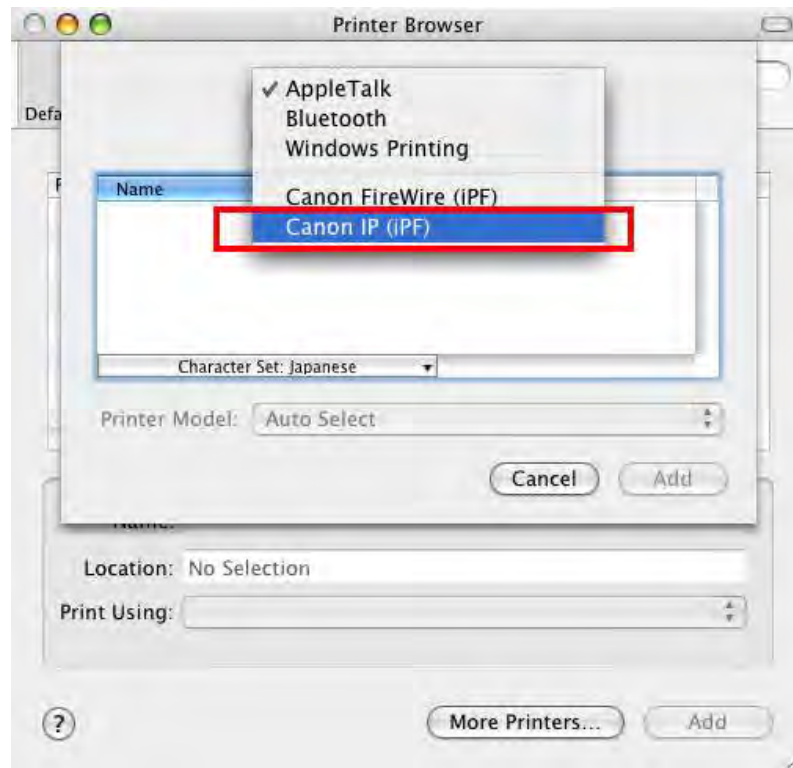 Printer Browser
AppleTalk
Defa
Bluetooth
Windows Printing
Name
Canon FireWire (iPF)
Canon IP (iPF)
Character Set: Japanese
Printer Model: Auto Select
Cancel Add
Name:
Location: No Selection
Print Using:
? More Printers... Add